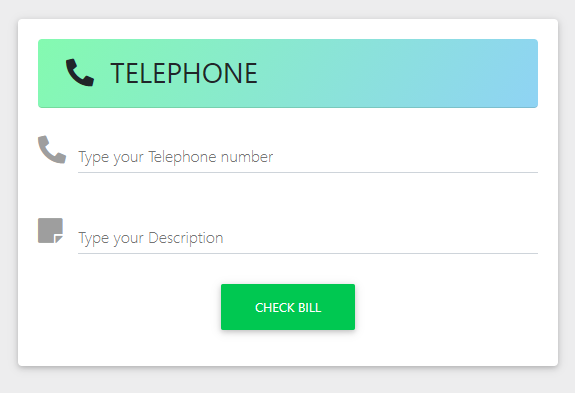 TELEPHONE
Type your Telephone number
Type your Description
CHECK BILL